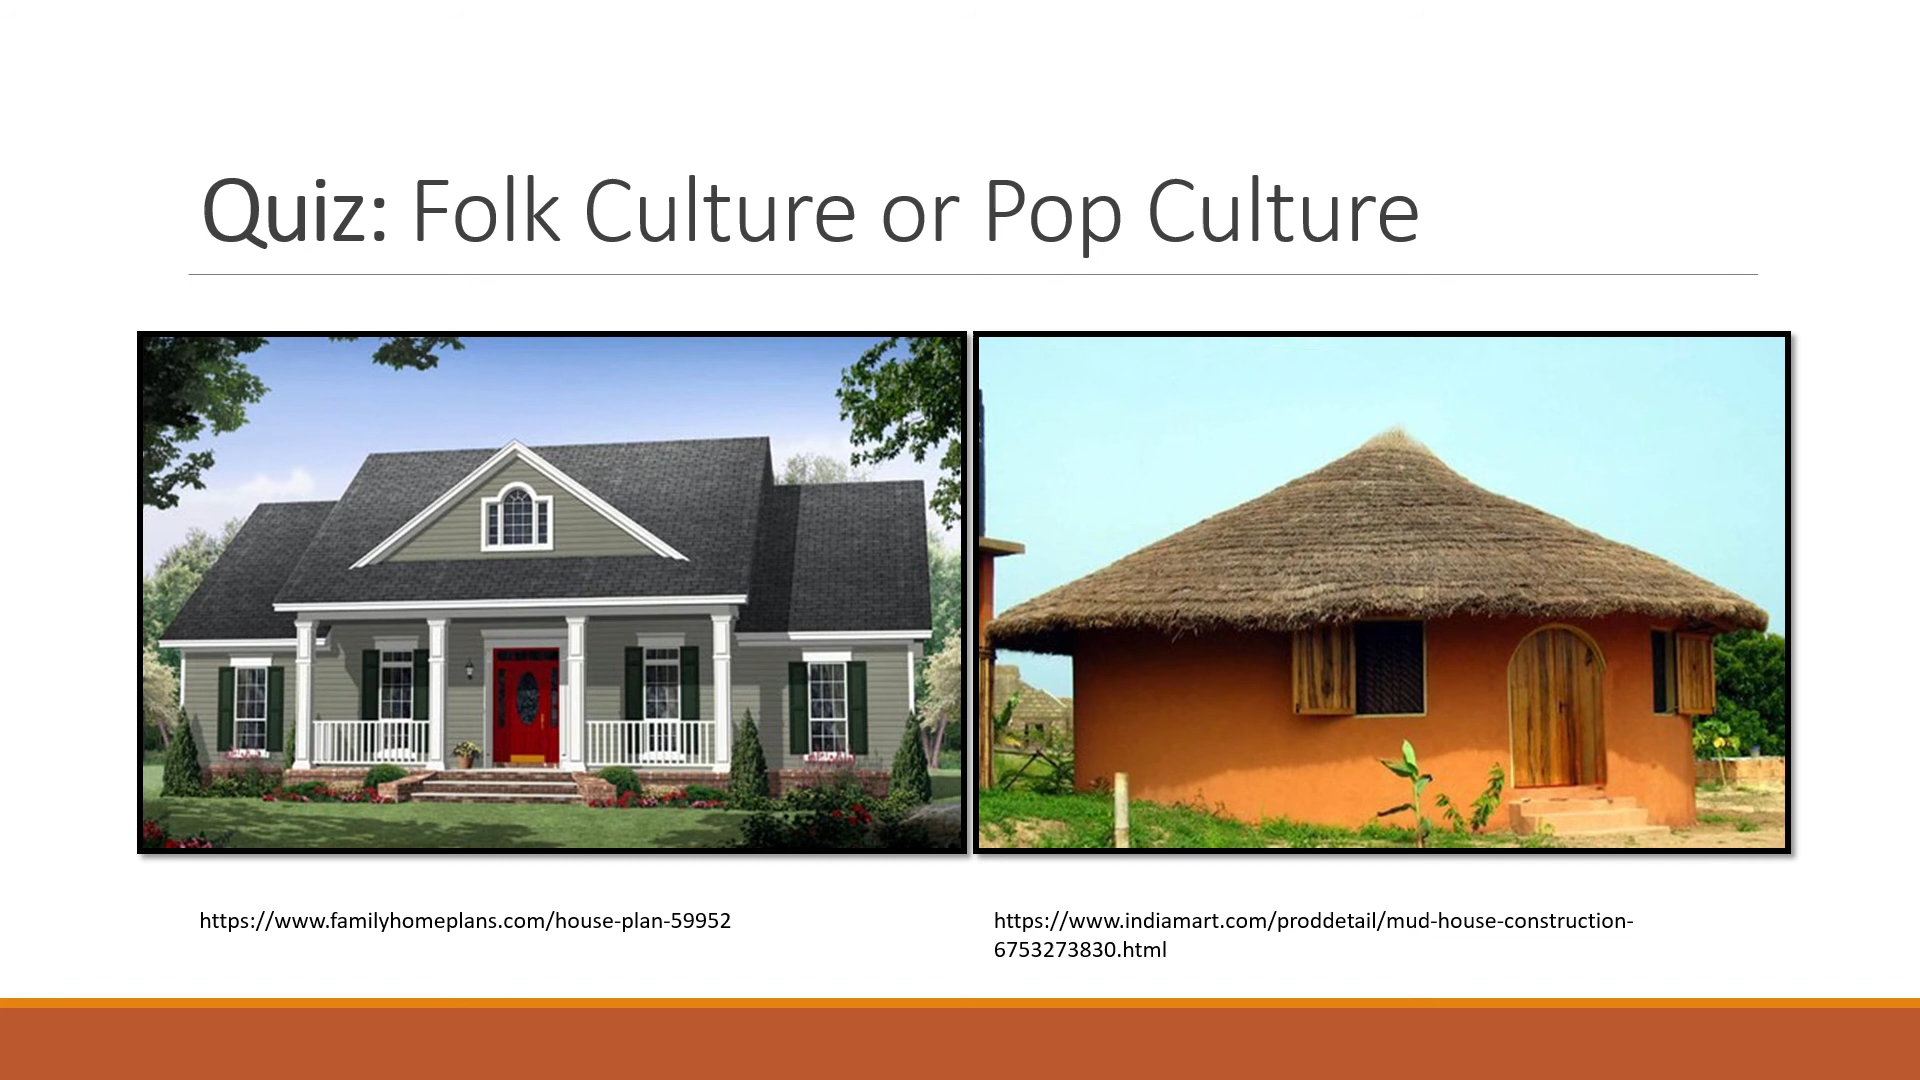 Quiz: Folk Culture or Pop Culture
https://www.familyhomeplans.com/house-plan-59952
https://www.indiamart.com/proddetail/mud-house-construction-
6753273830.html